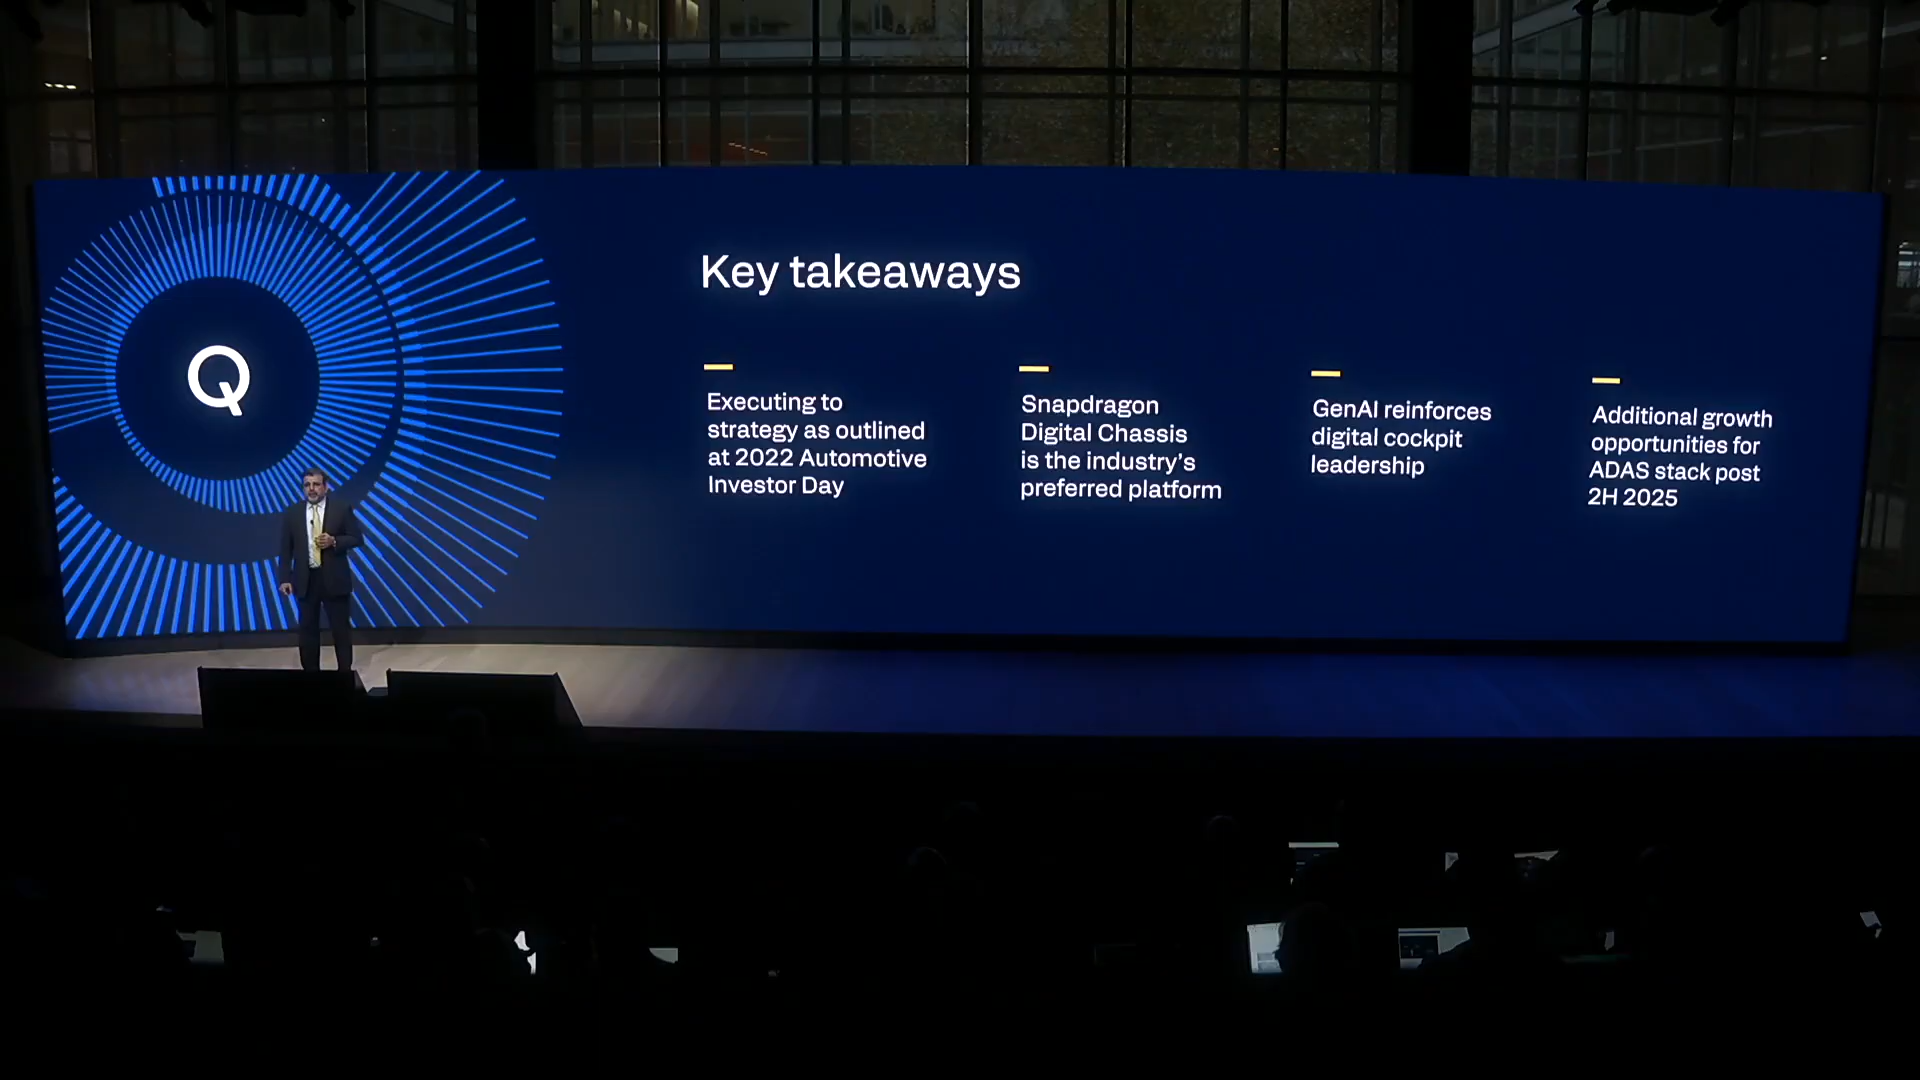 Q
Key takeaways
Executing to
strategy as outlined
at 2022 Automotive
Investor Day
Snapdragon
Digital Chassis
is the industry's
preferred platform
GenAI reinforces
digital cockpit
leadership
Additional growth
opportunities for
ADAS stack post
2H 2025